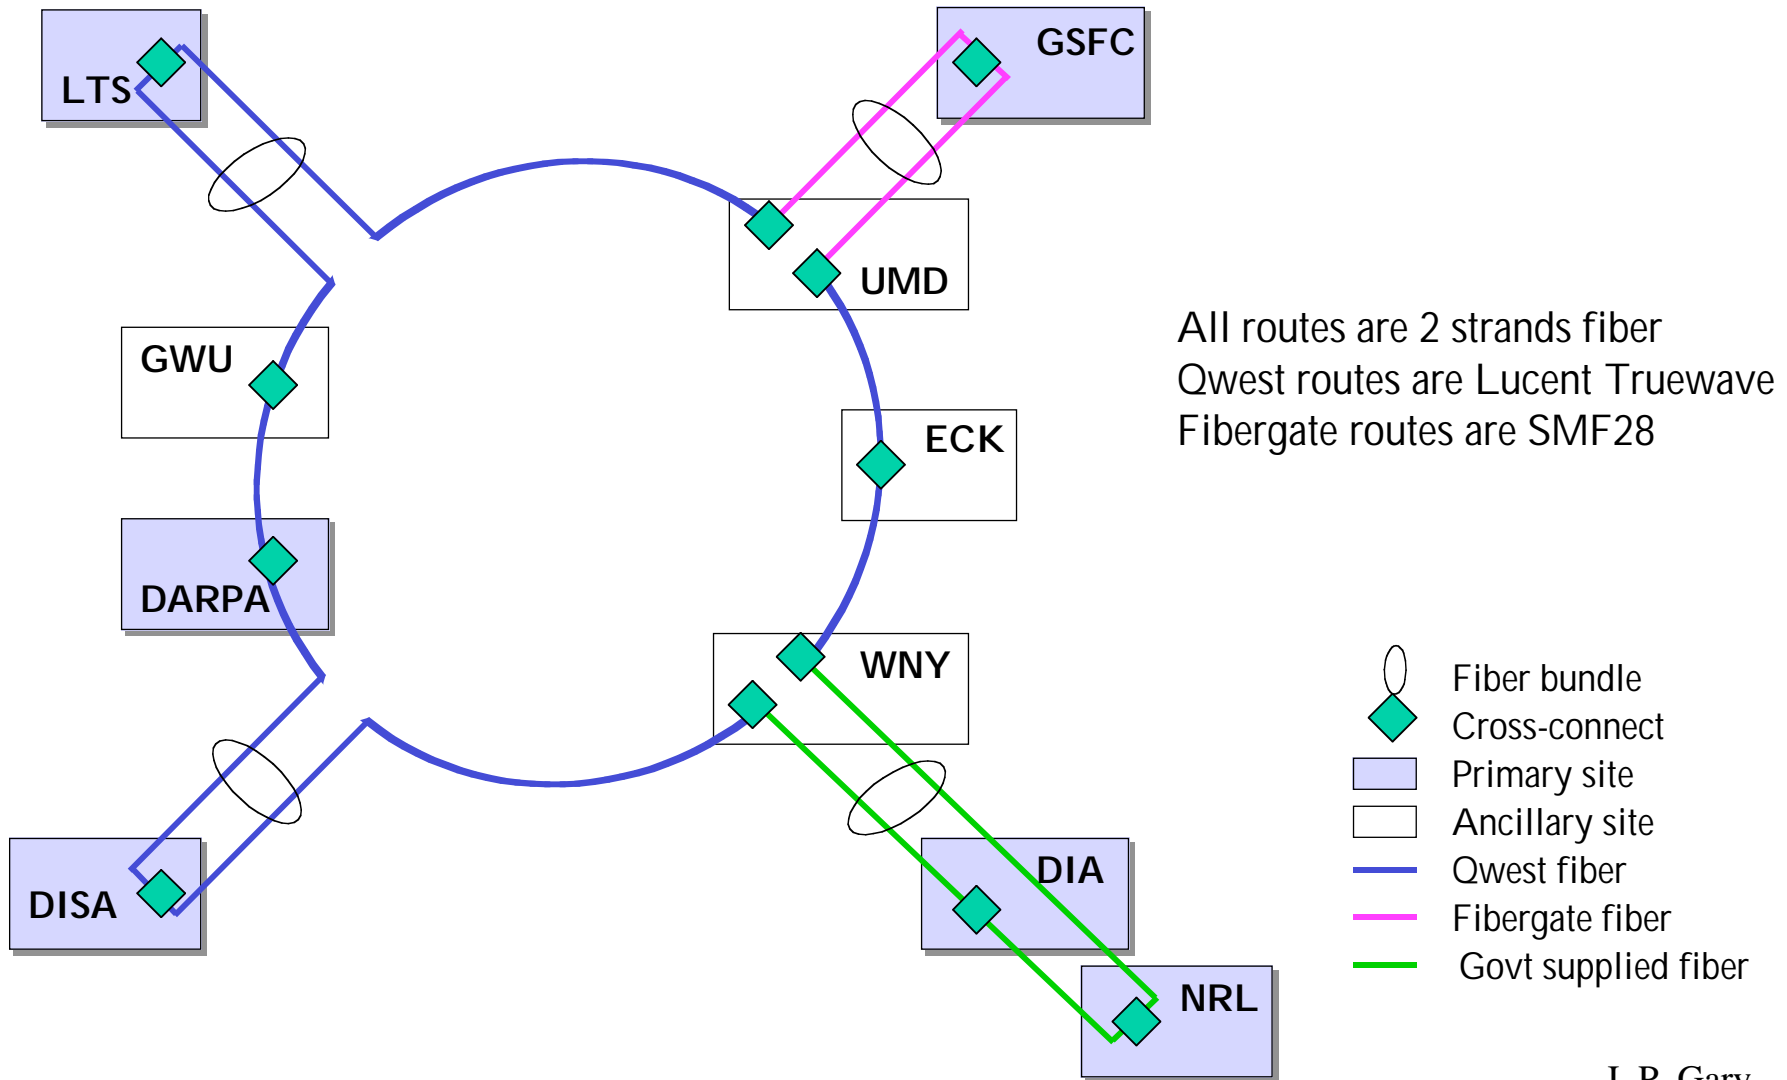 LTS
GSFC
UMD
GWU
ECK
DARPA
WNY
DISA
DIA
NRL
All routes are 2 strands fiber
Qwest routes are Lucent Truewave
Fibergate routes are SMF28
Fiber bundle
Cross-connect
Primary site
Ancillary site
Qwest fiber
Fibergate fiber
Govt supplied fiber
J. P. Gary